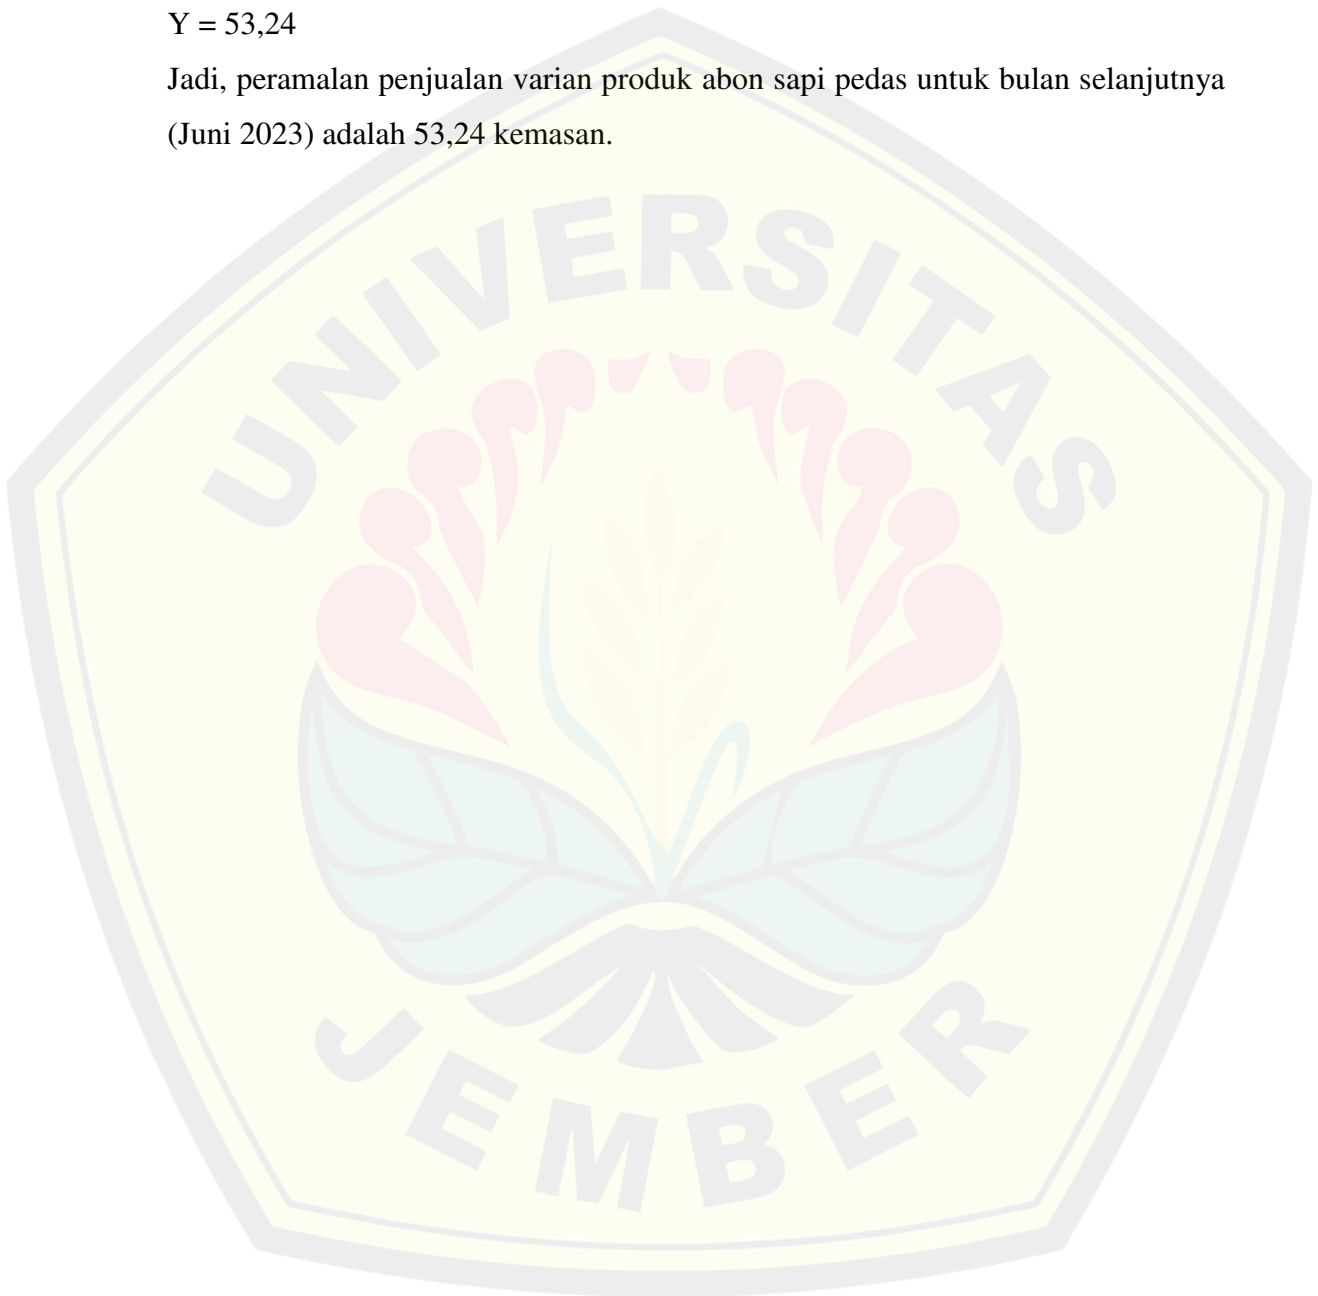 Y = 53,24
Jadi, peramalan penjualan varian produk abon sapi pedas untuk bulan selanjutnya
(Juni 2023) adalah 53,24 kemasan.
UNIVERSITAS
JEMBER